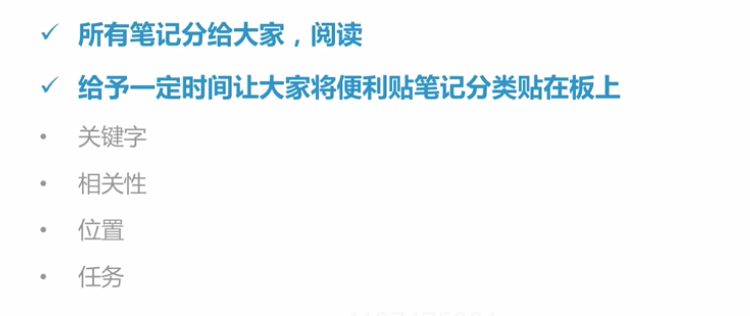 ✓ 所有笔记分给大家，阅读
✓ 给予一定时间让大家将便利贴笔记分类贴在板上
• 关键字
• 相关性
• 位置
• 任务